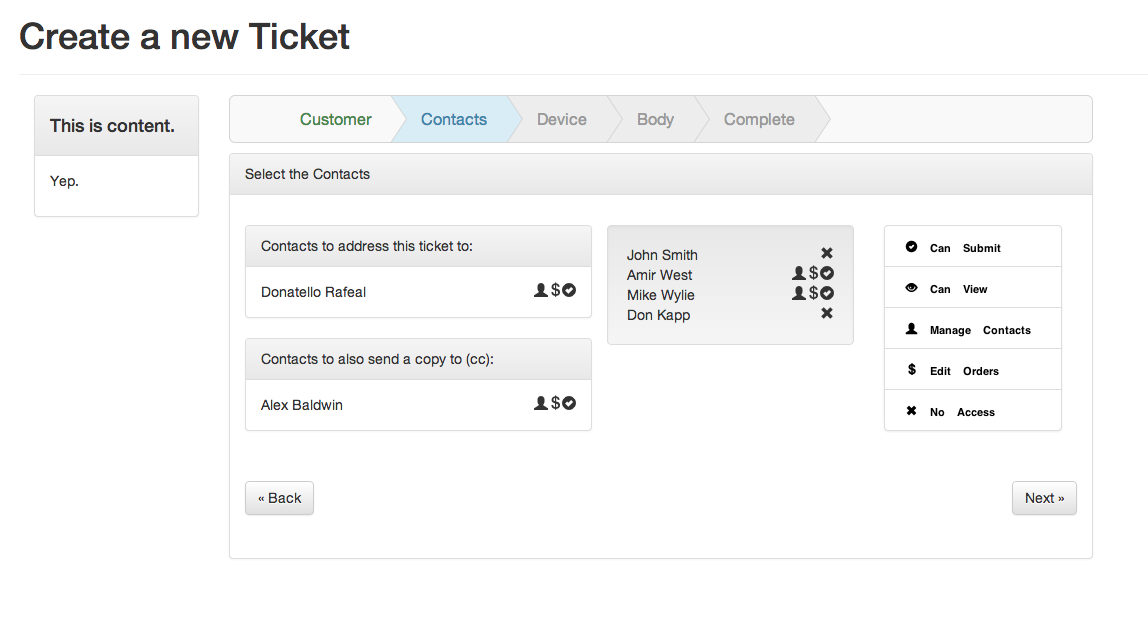 Create a new Ticket
This is content.
Yep.
Customer Contacts Device Body Complete
Select the Contacts
Contacts to address this ticket to:
Donatello Rafeal $
Contacts to also send a copy to (cc):
Alex Baldwin $
John Smith
Amir West $
Mike Wylie $
Don Kapp
Can Submit
Can View
Manage Contacts
$ Edit Orders
No Access
« Back
Next »